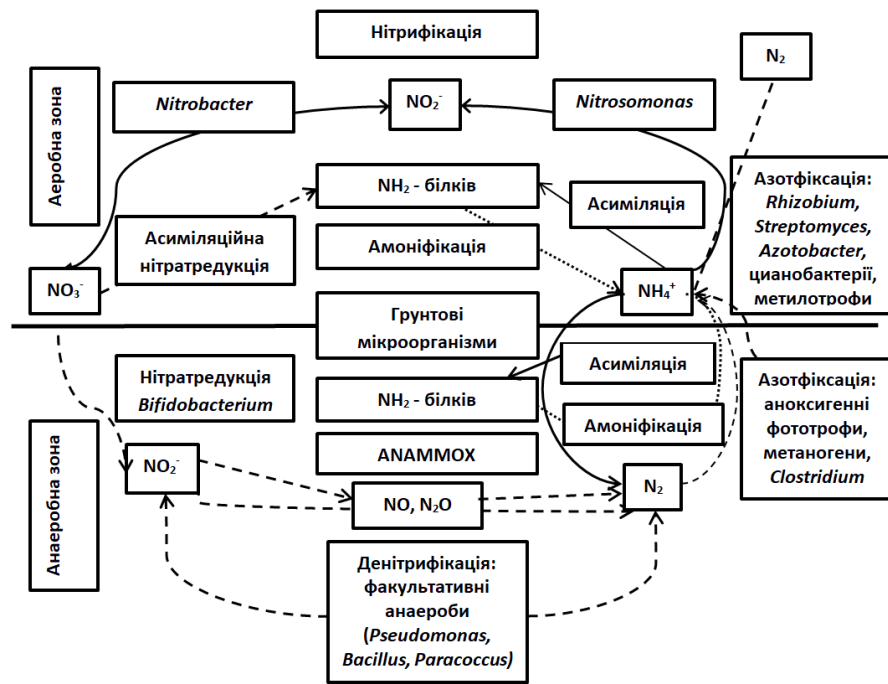 Нітрифікація
N₂
Аеробна зона
Nitrobacter
NO₂⁻
Nitrosomonas
NH₂ - білків
Асиміляція
Азотфіксація:
Rhizobium,
Streptomyces,
Azotobacter,
цианобактерії,
метилотрофи
Асиміляційна
нітратредукція
Амоніфікація
NO₃⁻
NH₄⁺
Грунтові
мікроорганізми
Анаеробна зона
Нітратредукція
Bifidobacterium
Асиміляція
NH₂ - білків
Амоніфікація
Азотфіксація:
аноксигенні
фототрофи,
метаногени,
Clostridium
ANAMMOX
NO₂⁻
NO, N₂O
N₂
Денітрифікація:
факультативні
анаероби
(Pseudomonas,
Bacillus, Paracoccus)